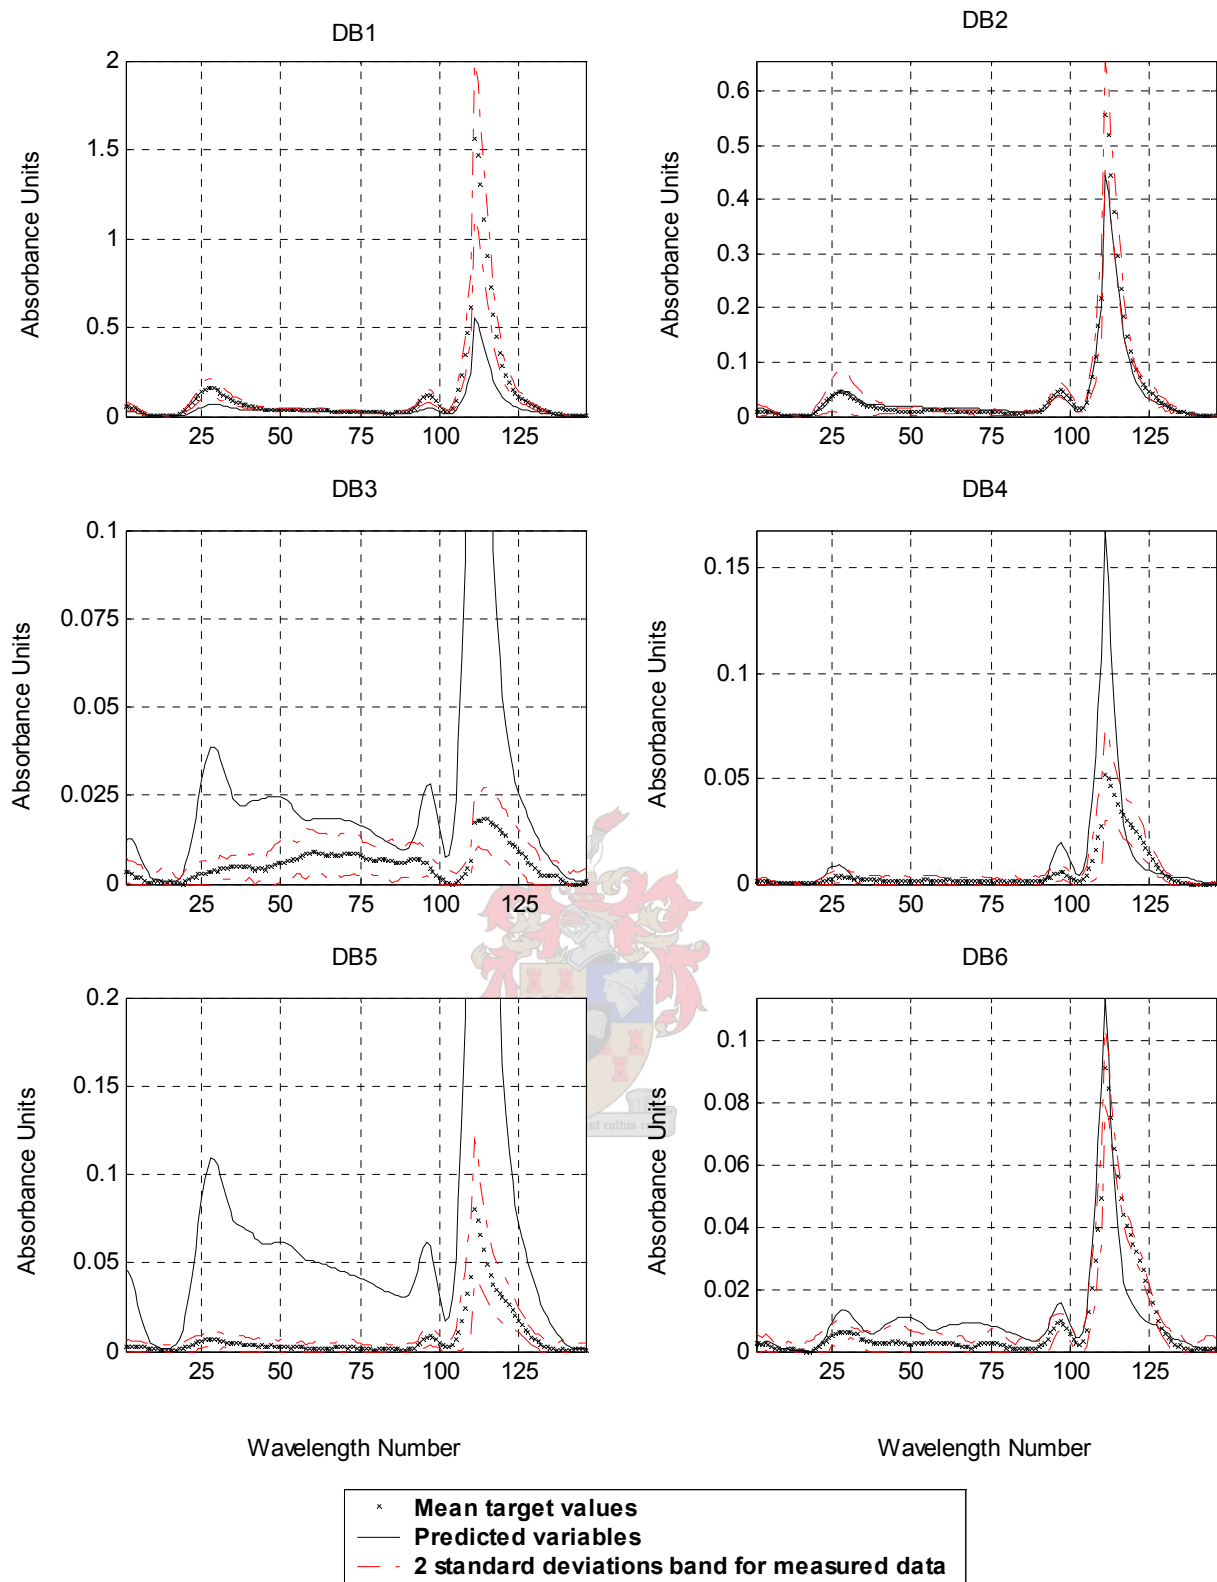 DB1
2
1.5
1
0.5
0
25 50 75 100 125
Absorbance Units
DB2
0.6
0.5
0.4
0.3
0.2
0.1
0
25 50 75 100 125
Absorbance Units
DB3
0.1
0.075
0.05
0.025
0
25 50 75 100 125
Absorbance Units
DB4
0.15
0.1
0.05
0
25 50 75 100 125
Absorbance Units
DB5
0.2
0.15
0.1
0.05
0
25 50 75 100 125
Absorbance Units
Wavelength Number
DB6
0.1
0.08
0.06
0.04
0.02
0
25 50 75 100 125
Absorbance Units
Wavelength Number
Mean target values
Predicted variables
2 standard deviations band for measured data